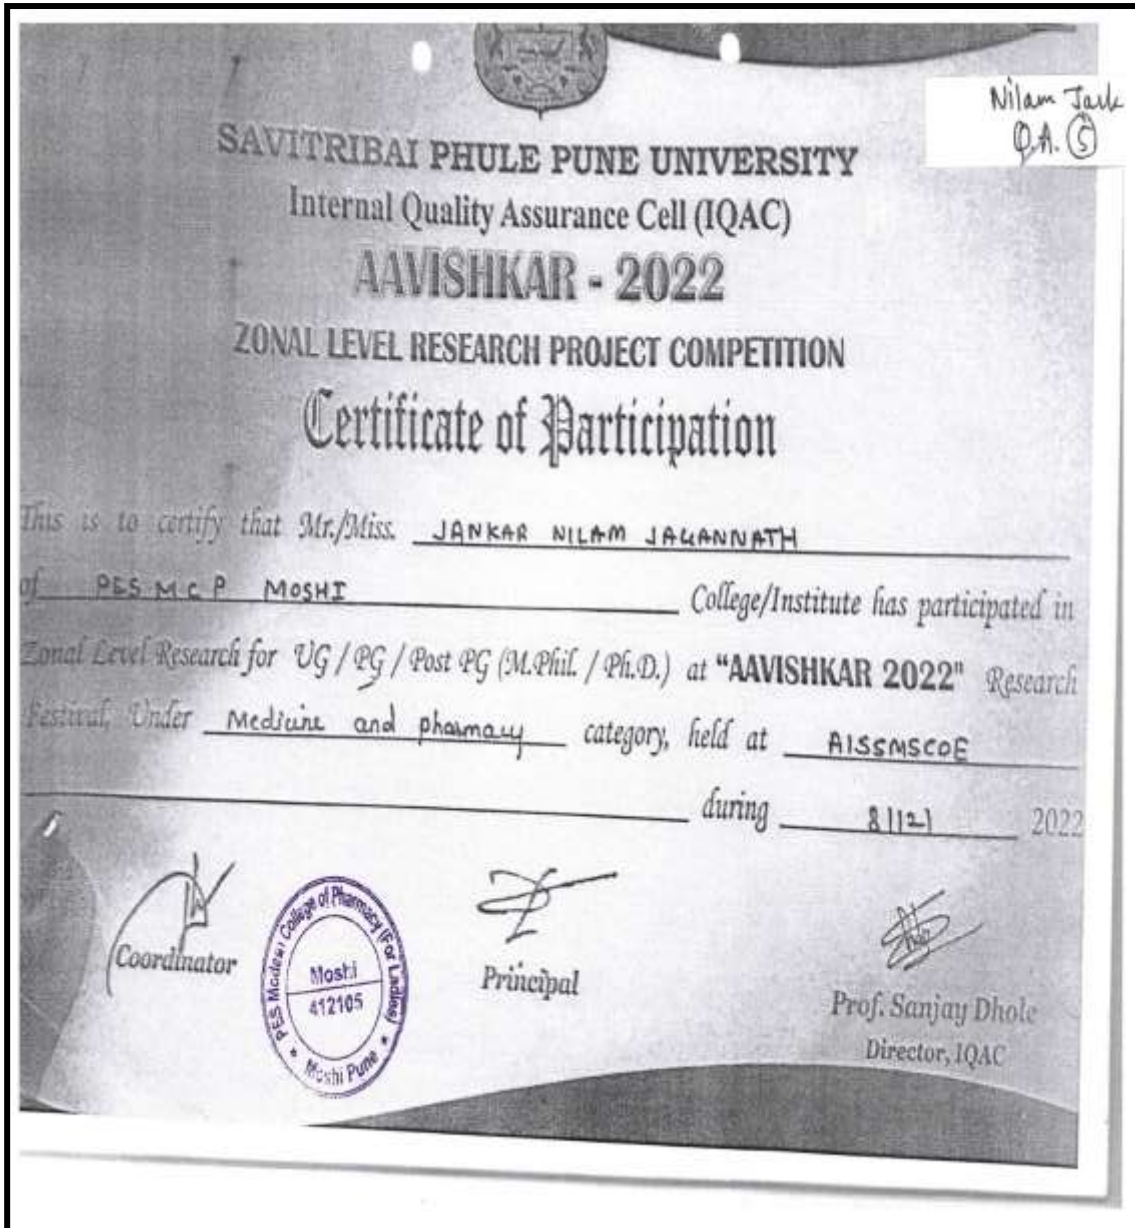 Nilam
Q.A. 5
SAVITRIBAI PHULE PUNE UNIVERSITY
Internal Quality Assurance Cell (IQAC)
AAVISHKAR - 2022
ZONAL LEVEL RESEARCH PROJECT COMPETITION
Certificate of Participation
This is to certify that Mr./Miss. JANKAR NILAM JAGANNATH
of PES M C P MOSHI College/Institute has participated in
Zonal Level Research for UG / PG / Post PG (M.Phil. / Ph.D.) at "AAVISHKAR 2022" Research
Festival, Under Medicine and pharmacy category, held at AISSMSCOE
during 8/12/ 2022
Coordinator
PES Modern College of Pharmacy (For Ladies)
Moshi
412105
Moshi Pune
Principal
Prof. Sanjay Dhole
Director, IQAC